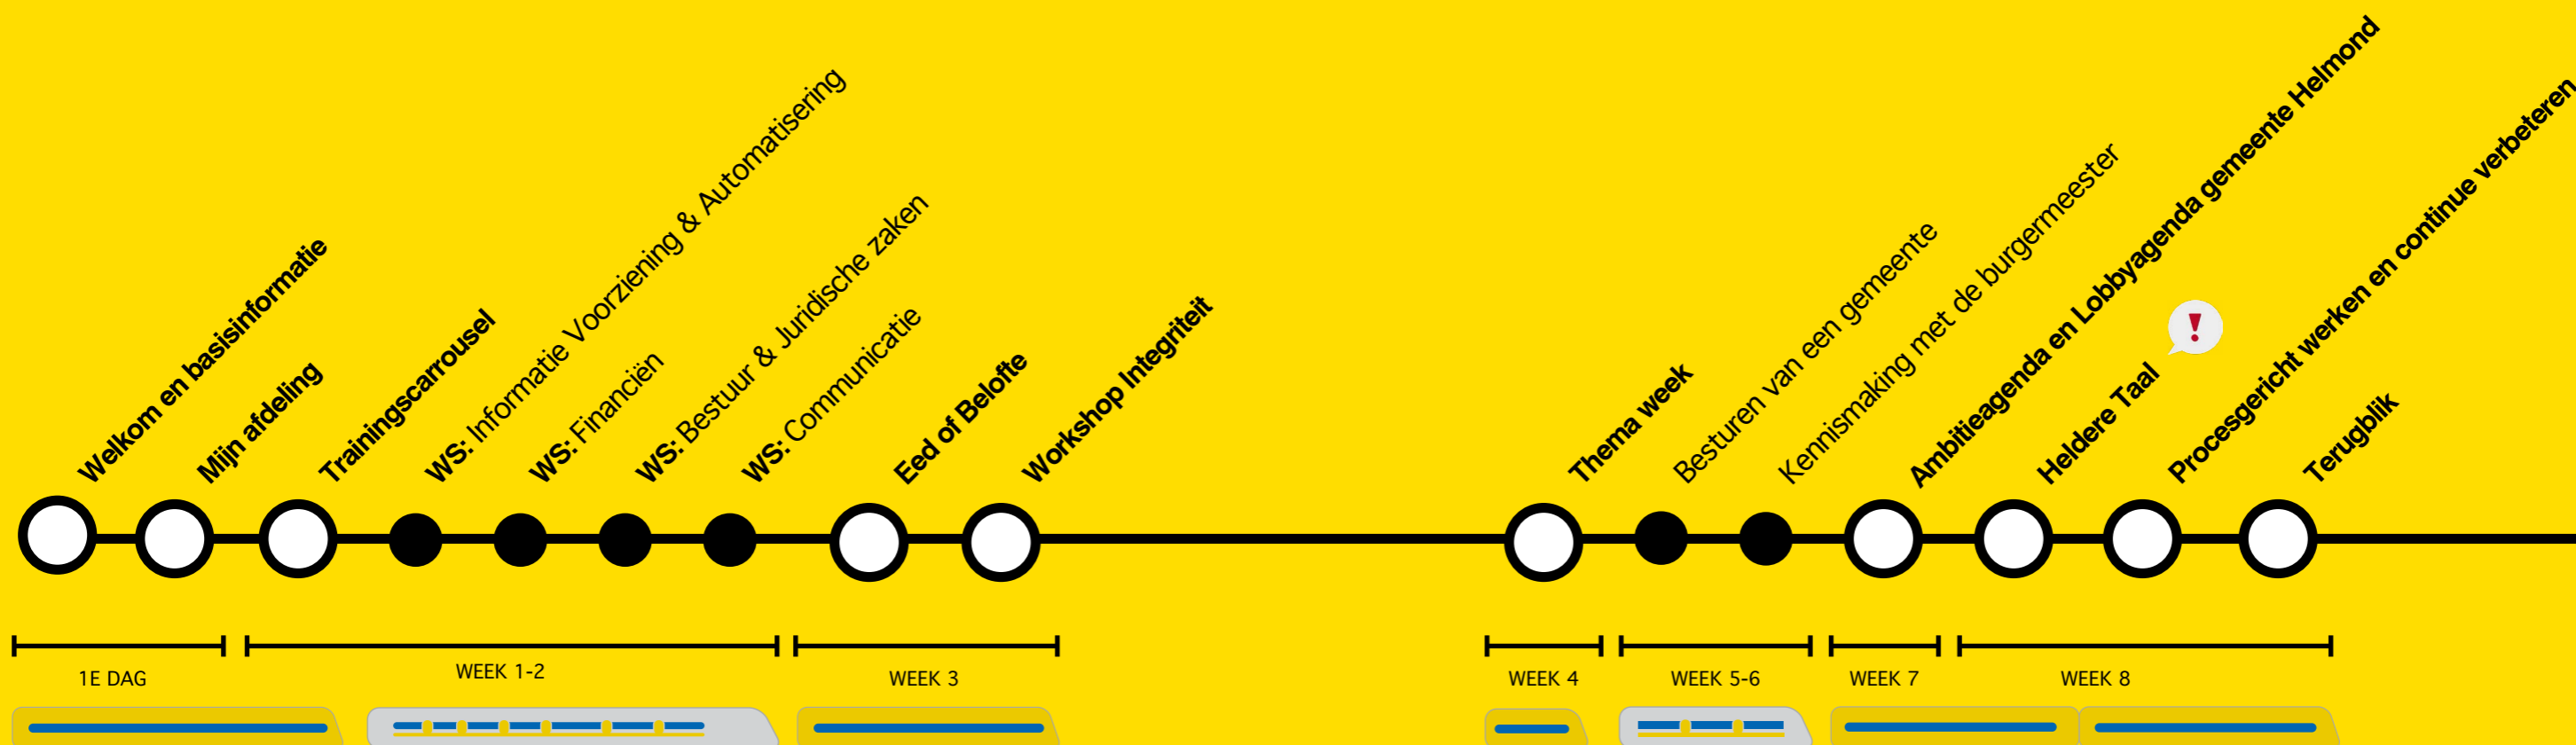 Welkom en basisinformatie
Mijn afdeling
Trainingscarrousel
WS: Informatie Voorziening & Automatisering
WS: Financiën
WS: Bestuur & Juridische zaken
WS: Communicatie
Eed of Belofte
Workshop Integriteit
Thema week
Besturen van een gemeente
Kennismaking met de burgermeester
Ambitieagenda en Lobbyagenda gemeente Helmond
Heldere Taal
!
Procesgericht werken en continue verbeteren
Terugblik
1E DAG
WEEK 1-2
WEEK 3
WEEK 4
WEEK 5-6
WEEK 7
WEEK 8